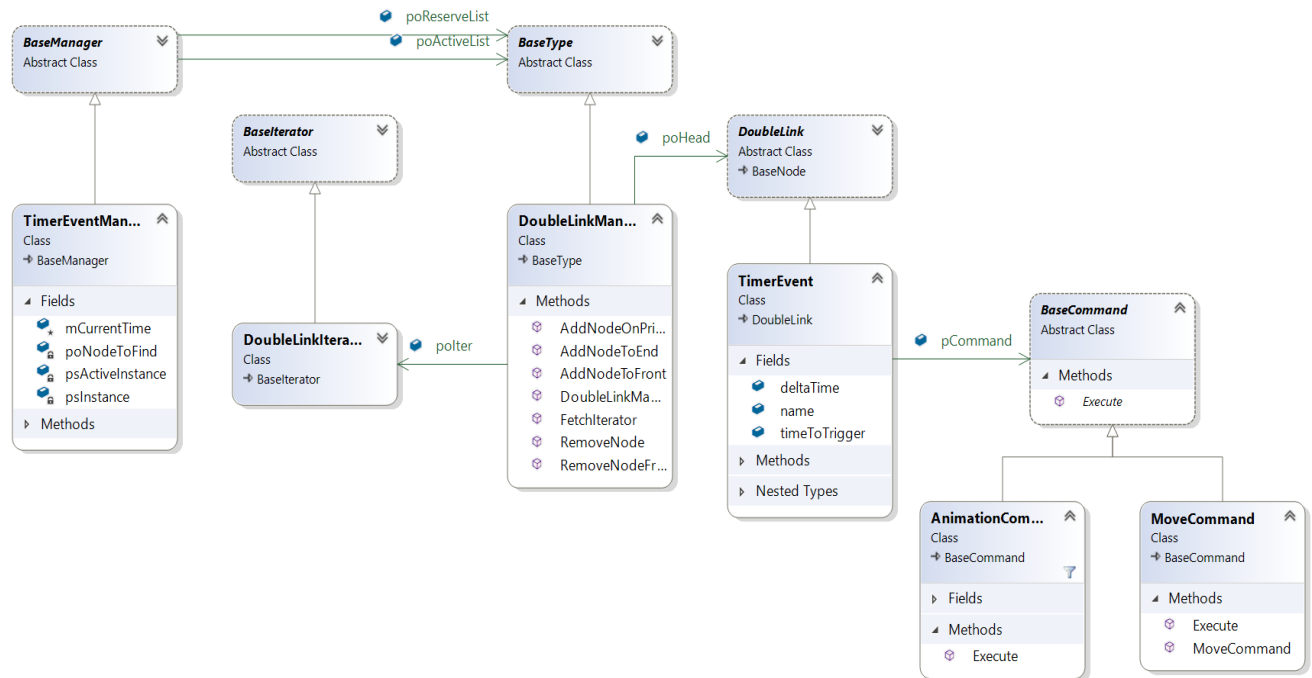 poReserveList
poActiveList
BaseManager
Abstract Class
BaseType
Abstract Class
BaseIterator
Abstract Class
poHead
DoubleLink
Abstract Class
BaseNode
TimerEventMan...
Class
BaseManager
Fields
mCurrentTime
poNodeToFind
psActiveInstance
psInstance
Methods
DoubleLinkItera...
Class
BaseIterator
poIter
DoubleLinkMan...
Class
BaseType
Methods
AddNodeOnPri...
AddNodeToEnd
AddNodeToFront
DoubleLinkMa...
FetchIterator
RemoveNode
RemoveNodeFr...
TimerEvent
Class
DoubleLink
Fields
deltaTime
name
timeToTrigger
Methods
Nested Types
pCommand
BaseCommand
Abstract Class
Methods
Execute
AnimationCom...
Class
BaseCommand
Fields
Methods
Execute
MoveCommand
Class
BaseCommand
Methods
Execute
MoveCommand